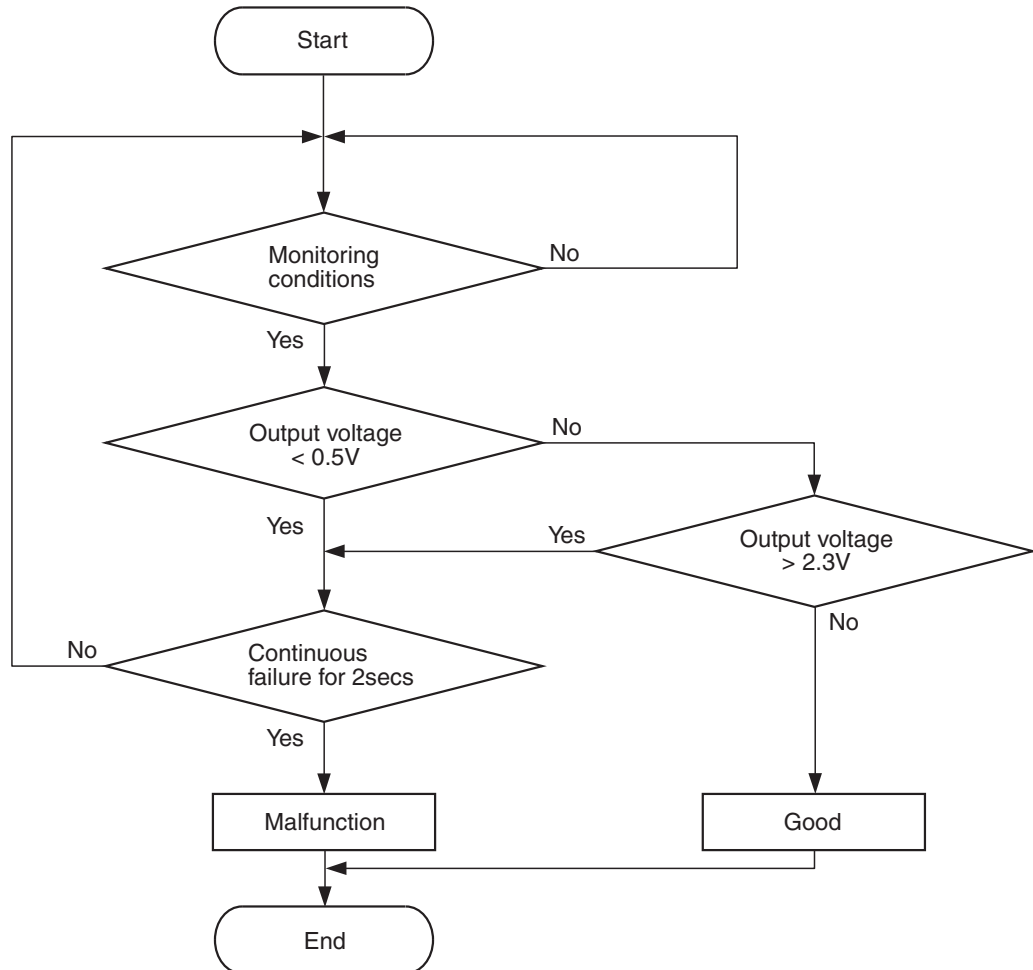 Start
Monitoring
conditions
No
Yes
Output voltage
< 0.5V
No
Yes
Yes
Output voltage
> 2.3V
No
No
Continuous
failure for 2secs
Yes
Malfunction
Good
End